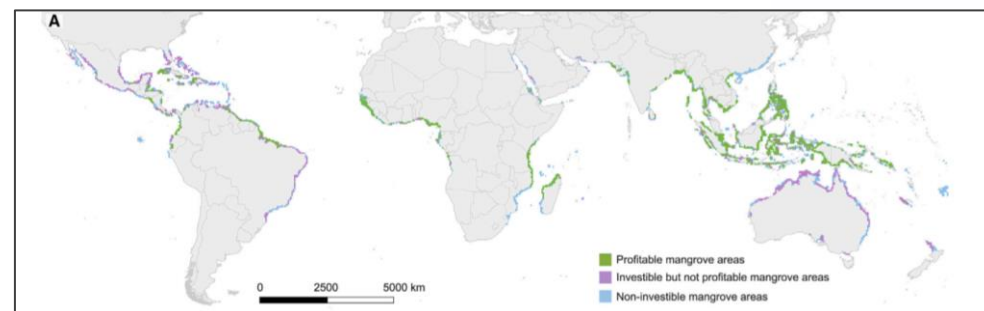 A
Profitable mangrove areas
Investible but not profitable mangrove areas
Non-investible mangrove areas
0 2500 5000 km